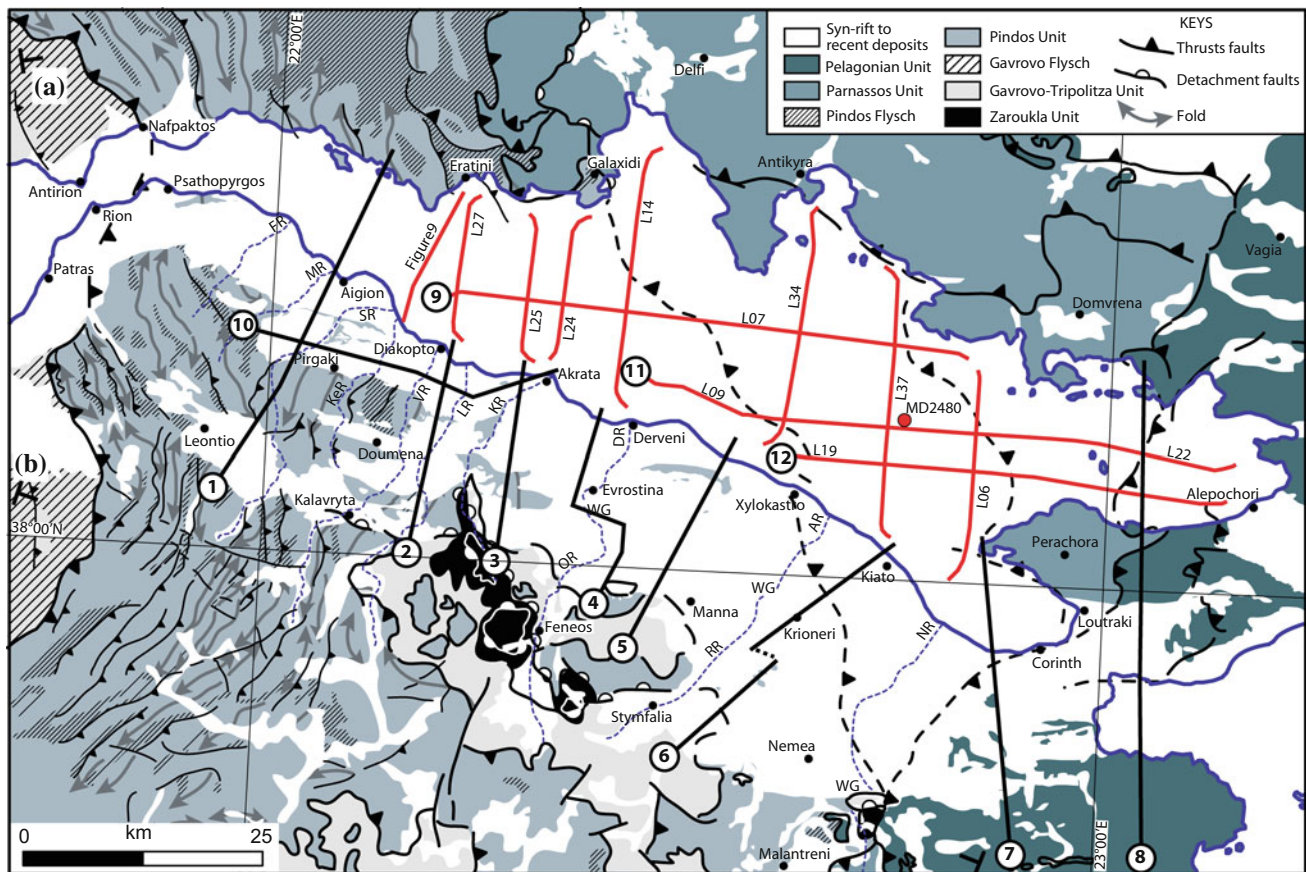 22°00'E
Syn-rift to
recent deposits
Pelagonian Unit
Parnassos Unit
Pindos Flysch
Pindos Unit
Gavrovo Flysch
Gavrovo-Tripolitza Unit
Zaroukla Unit
KEYS
Thrusts faults
Detachment faults
Fold
(a)
Delfi
Nafpaktos
Antirion
Psathopyrgos
Rion
Patras
Eratini
Galaxidi
Antikyra
Vagia
Domvrena
ER
MR
SR
Aigion
Figure9
L27
L25
L24
L14
L34
L07
L37
9
10
11
Pirgaki
Diakopto
Akrata
KeR
VR
LR
KR
L09
MD2480
Leontio
Doumena
DR
Derveni
12
L19
L22
L06
Alepochori
(b)
1
38°00'N
Kalavryta
Evrostina
WG
Xylokastro
AR
2
3
OR
4
WG
Manna
Kiato
Perachora
Feneos
5
Krioneri
NR
Loutraki
RR
Corinth
Stymfalia
6
Nemea
WG
0
km
25
Malantreni
7
23°00'E
8